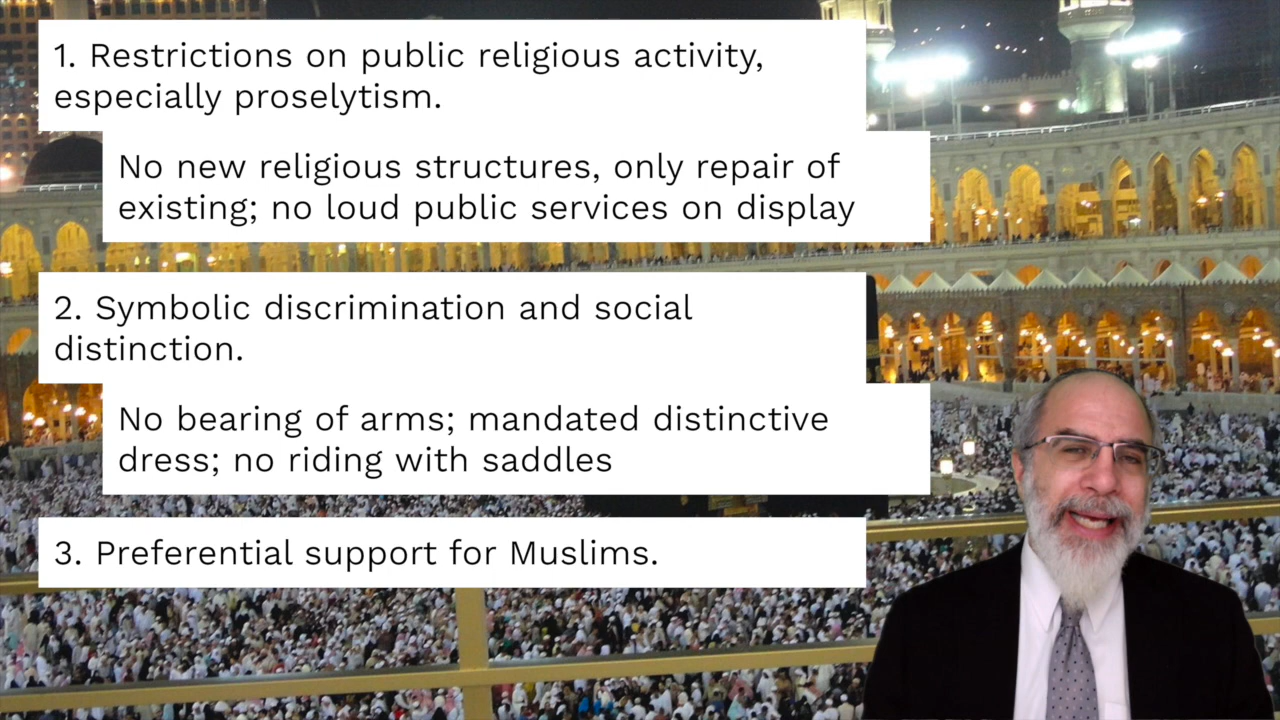 1. Restrictions on public religious activity,
especially proselytism.
No new religious structures, only repair of
existing; no loud public services on display
2. Symbolic discrimination and social
distinction.
No bearing of arms; mandated distinctive
dress; no riding with saddles
3. Preferential support for Muslims.